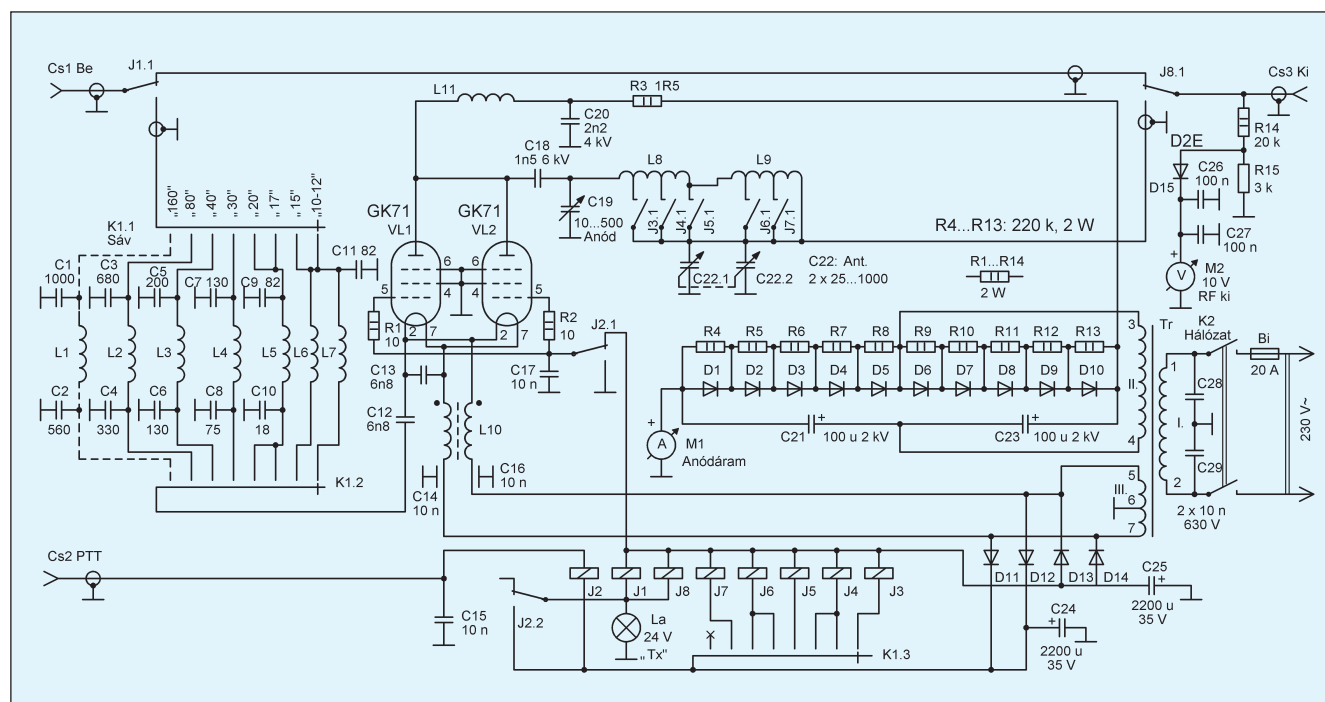 Cs1 Be
J1.1
L11
R3 1R5
C20
2n2
4 kV
J8.1
Cs3 Ki
R14
20 k
D2E
D15
C26
100 n
R15
3 k
C27
100 n
M2
10 V
RF ki
V
+
C18
1n5 6 kV
L8
L9
C19
10...500
Anód
J3.1
J4.1
J5.1
J6.1
J7.1
R4...R13: 220 k, 2 W
C22.1
C22.2
C22: Ant.
2 x 25...1000
R1...R14
2 W
„160"
„80"
„40"
„30"
„20"
„17"
„15"
„10-12"
K1.1
Sáv
GK71
VL1
GK71
VL2
C11 82
C1
1000
C3
680
C5
200
C7 130
C9 82
6
6
4
4
5
5
2
7
2
7
R1
10
R2
10
J2.1
L1
L2
L3
L4
L5
L6
L7
C13
6n8
C17
10 n
C12
6n8
C2
560
C4
330
C6
130
C8
75
C10
18
L10
C14
10 n
C16
10 n
K1.2
R4
R5
R6
R7
R8
R9
R10
R11
R12
R13
D1
D2
D3
D4
D5
D6
D7
D8
D9
D10
+
A
M1
Anódáram
C21
+
100 u 2 kV
C23
+
100 u 2 kV
Tr
3
II.
4
1
I.
2
K2
Hálózat
Bi
20 A
C28
C29
230 V~
2 x 10 n
630 V
III.
5
6
7
Cs2 PTT
C15
10 n
J2.2
J2
J1
J8
J7
J6
J5
J4
J3
La
24 V
„Tx"
K1.3
D11
D12
D13
D14
C25
+
2200 u
35 V
C24
+
2200 u
35 V